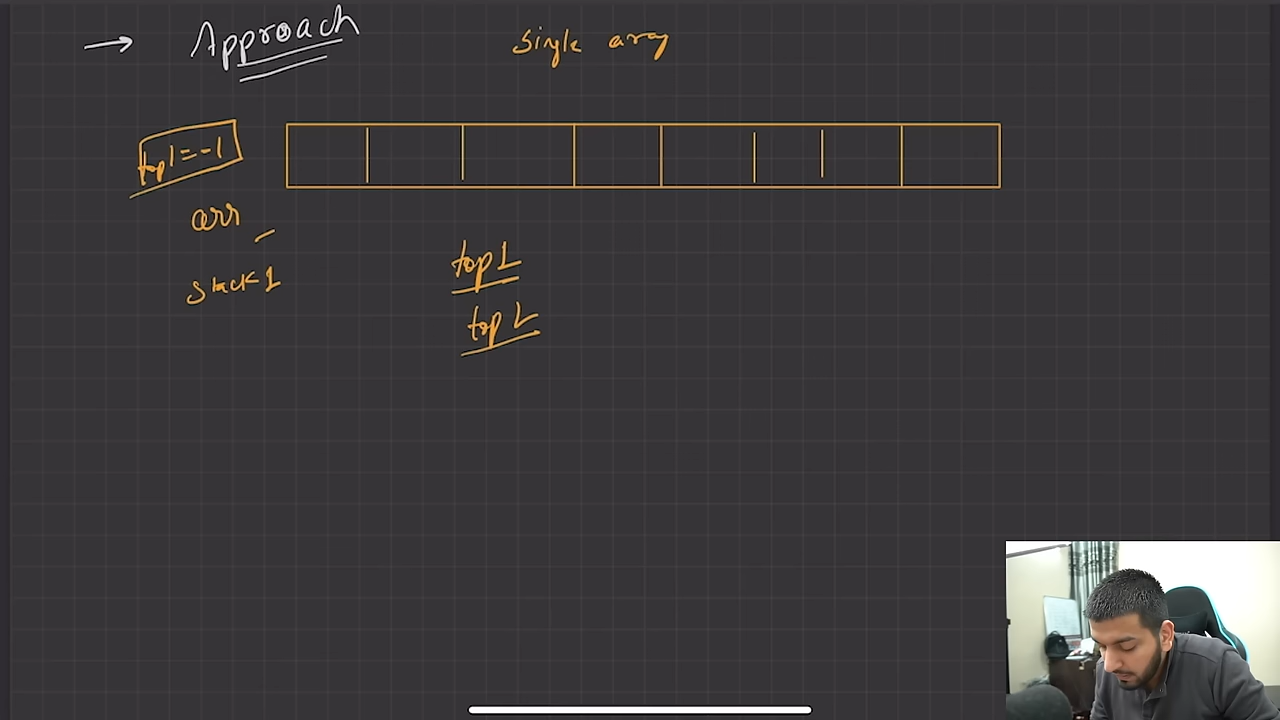 → Approach
single array
top1=-1
arr
stack1
top1
top2